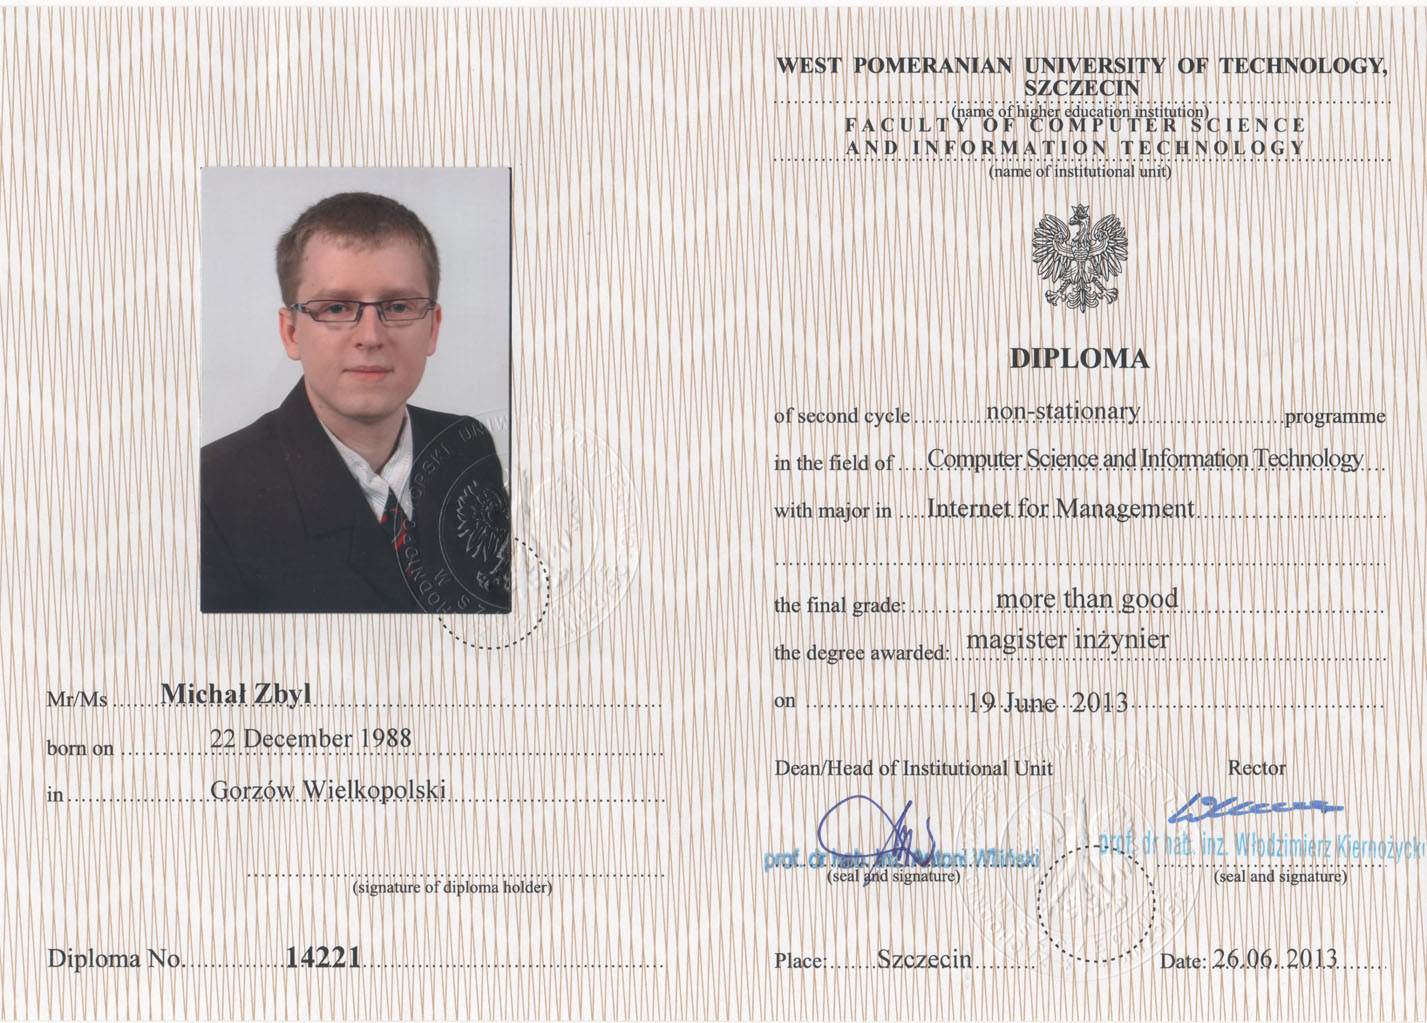 Mr/Ms Michał Zbyl
born on 22 December 1988
in Gorzów Wielkopolski
(signature of diploma holder)
Diploma No. 14221
WEST POMERANIAN UNIVERSITY OF TECHNOLOGY,
SZCZECIN
(name of higher education institution)
FACULTY OF COMPUTER SCIENCE
AND INFORMATION TECHNOLOGY
(name of institutional unit)
DIPLOMA
of second cycle non-stationary programme
in the field of Computer Science and Information Technology
with major in Internet for Management
the final grade: more than good
the degree awarded: magister inżynier
on 19 June 2013
Dean/Head of Institutional Unit Rector
prof. dr hab. inż. Antoni Wiliński prof. dr hab. inż. Włodzimierz Kiernożycki
(seal and signature) (seal and signature)
Place: Szczecin Date: 26.06.2013